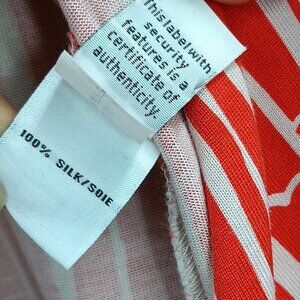 This label with
security
features is a
certificate of
authenticity
100% SILK/SOIE